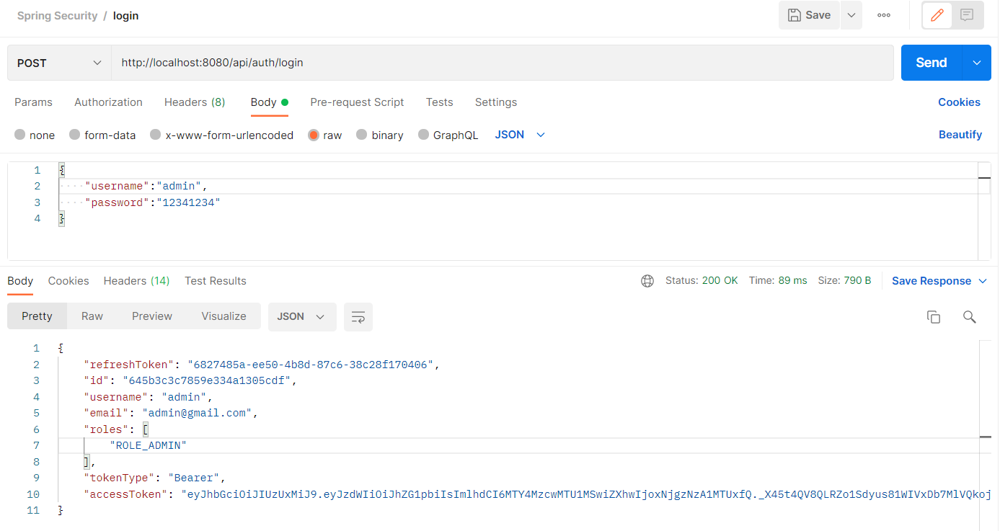 Spring Security / login
Save
POST
http://localhost:8080/api/auth/login
Send
Params Authorization Headers (8) Body Pre-request Script Tests Settings Cookies
none form-data x-www-form-urlencoded raw binary GraphQL JSON Beautify
1 {
2 "username":"admin",
3 "password":"12341234"
4 }
Body Cookies Headers (14) Test Results Status: 200 OK Time: 89 ms Size: 790 B Save Response
Pretty Raw Preview Visualize JSON
1 {
2 "refreshToken": "6827485a-ee50-4b8d-87c6-38c28f170406",
3 "id": "645b3c3c7859e334a1305cdf",
4 "username": "admin",
5 "email": "admin@gmail.com",
6 "roles": [
7 "ROLE_ADMIN"
8 ],
9 "tokenType": "Bearer",
10 "accessToken": "eyJhbGciOiJIUzUxMiJ9.eyJzdWIiOiJhZG1pbiIsImlhdCI6MTY4MzcwMTU1MSwiZXhwIjoxNjgzNzA1MTUxfQ._X45t4QV8QLRZo1Sdyus81WIVxDb7MlVQkoj
11 }